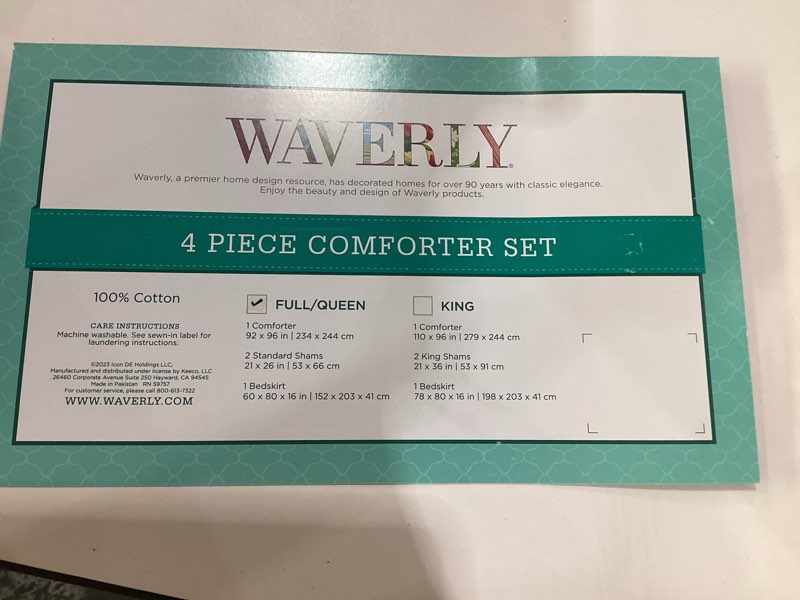 WAVERLY®
Waverly, a premier home design resource, has decorated homes for over 90 years with classic elegance.
Enjoy the beauty and design of Waverly products.
4 PIECE COMFORTER SET
100% Cotton
CARE INSTRUCTIONS
Machine washable. See sewn-in label for
laundering instructions.
©2023 Icon DE Holdings LLC.
Manufactured and distributed under license by Keeco, LLC
26460 Corporate Avenue Suite 250 Hayward, CA 94545
Made in Pakistan RN 59757
For customer service, please call 800-613-7322
WWW.WAVERLY.COM
FULL/QUEEN
1 Comforter
92 x 96 in | 234 x 244 cm
2 Standard Shams
21 x 26 in | 53 x 66 cm
1 Bedskirt
60 x 80 x 16 in | 152 x 203 x 41 cm
KING
1 Comforter
110 x 96 in | 279 x 244 cm
2 King Shams
21 x 36 in | 53 x 91 cm
1 Bedskirt
78 x 80 x 16 in | 198 x 203 x 41 cm